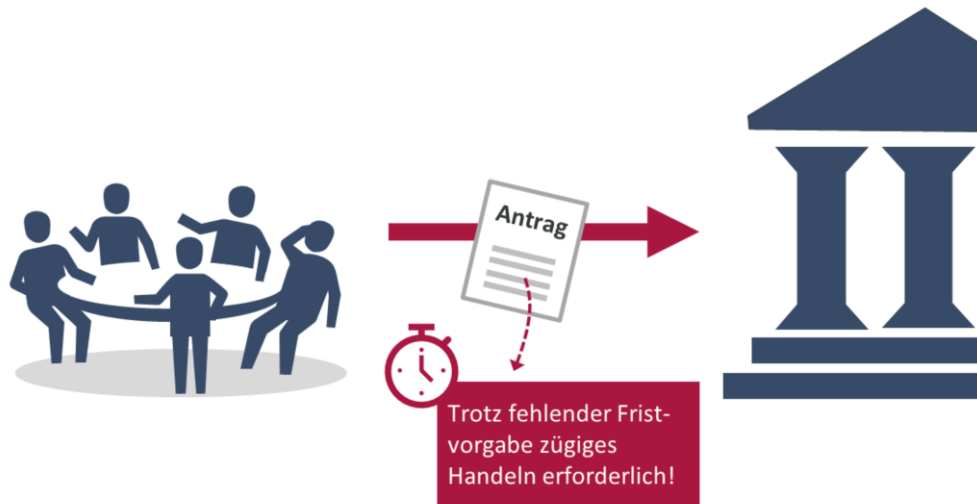 Antrag
Trotz fehlender Frist-
vorgabe zügiges
Handeln erforderlich!